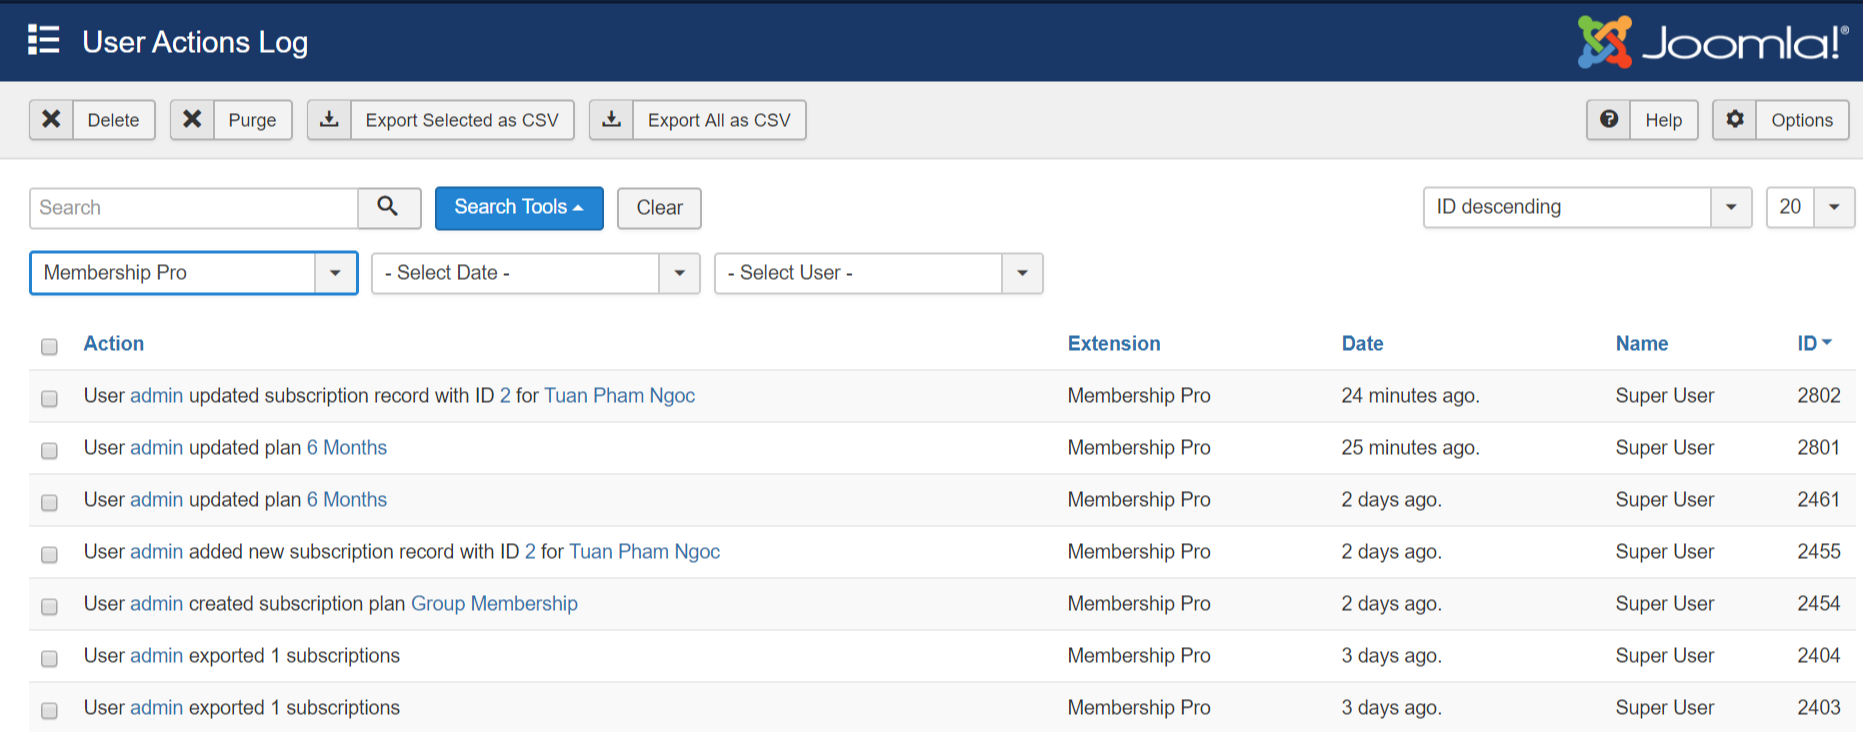 User Actions Log Joomla!®
Delete Purge Export Selected as CSV Export All as CSV Help Options
Search Search Tools Clear ID descending 20
Membership Pro - Select Date - - Select User -
Action Extension Date Name ID
User admin updated subscription record with ID 2 for Tuan Pham Ngoc Membership Pro 24 minutes ago. Super User 2802
User admin updated plan 6 Months Membership Pro 25 minutes ago. Super User 2801
User admin updated plan 6 Months Membership Pro 2 days ago. Super User 2461
User admin added new subscription record with ID 2 for Tuan Pham Ngoc Membership Pro 2 days ago. Super User 2455
User admin created subscription plan Group Membership Membership Pro 2 days ago. Super User 2454
User admin exported 1 subscriptions Membership Pro 3 days ago. Super User 2404
User admin exported 1 subscriptions Membership Pro 3 days ago. Super User 2403